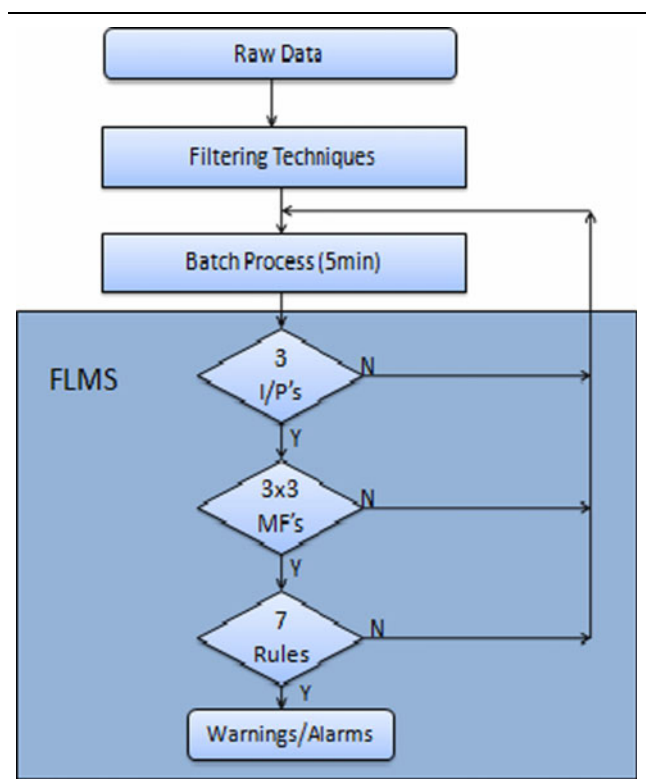 Raw Data
Filtering Techniques
Batch Process (5min)
FLMS
3
I/P's
N
Y
3x3
MF's
N
Y
7
Rules
N
Y
Warnings/Alarms